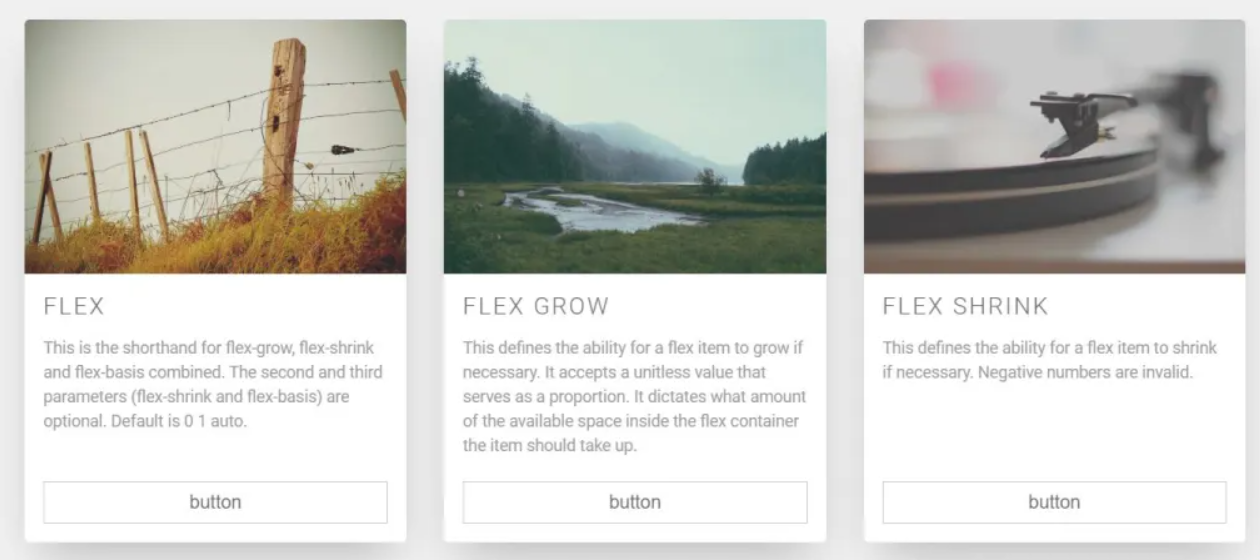 FLEX
This is the shorthand for flex-grow, flex-shrink
and flex-basis combined. The second and third
parameters (flex-shrink and flex-basis) are
optional. Default is 0 1 auto.
button
FLEX GROW
This defines the ability for a flex item to grow if
necessary. It accepts a unitless value that
serves as a proportion. It dictates what amount
of the available space inside the flex container
the item should take up.
button
FLEX SHRINK
This defines the ability for a flex item to shrink
if necessary. Negative numbers are invalid.
button